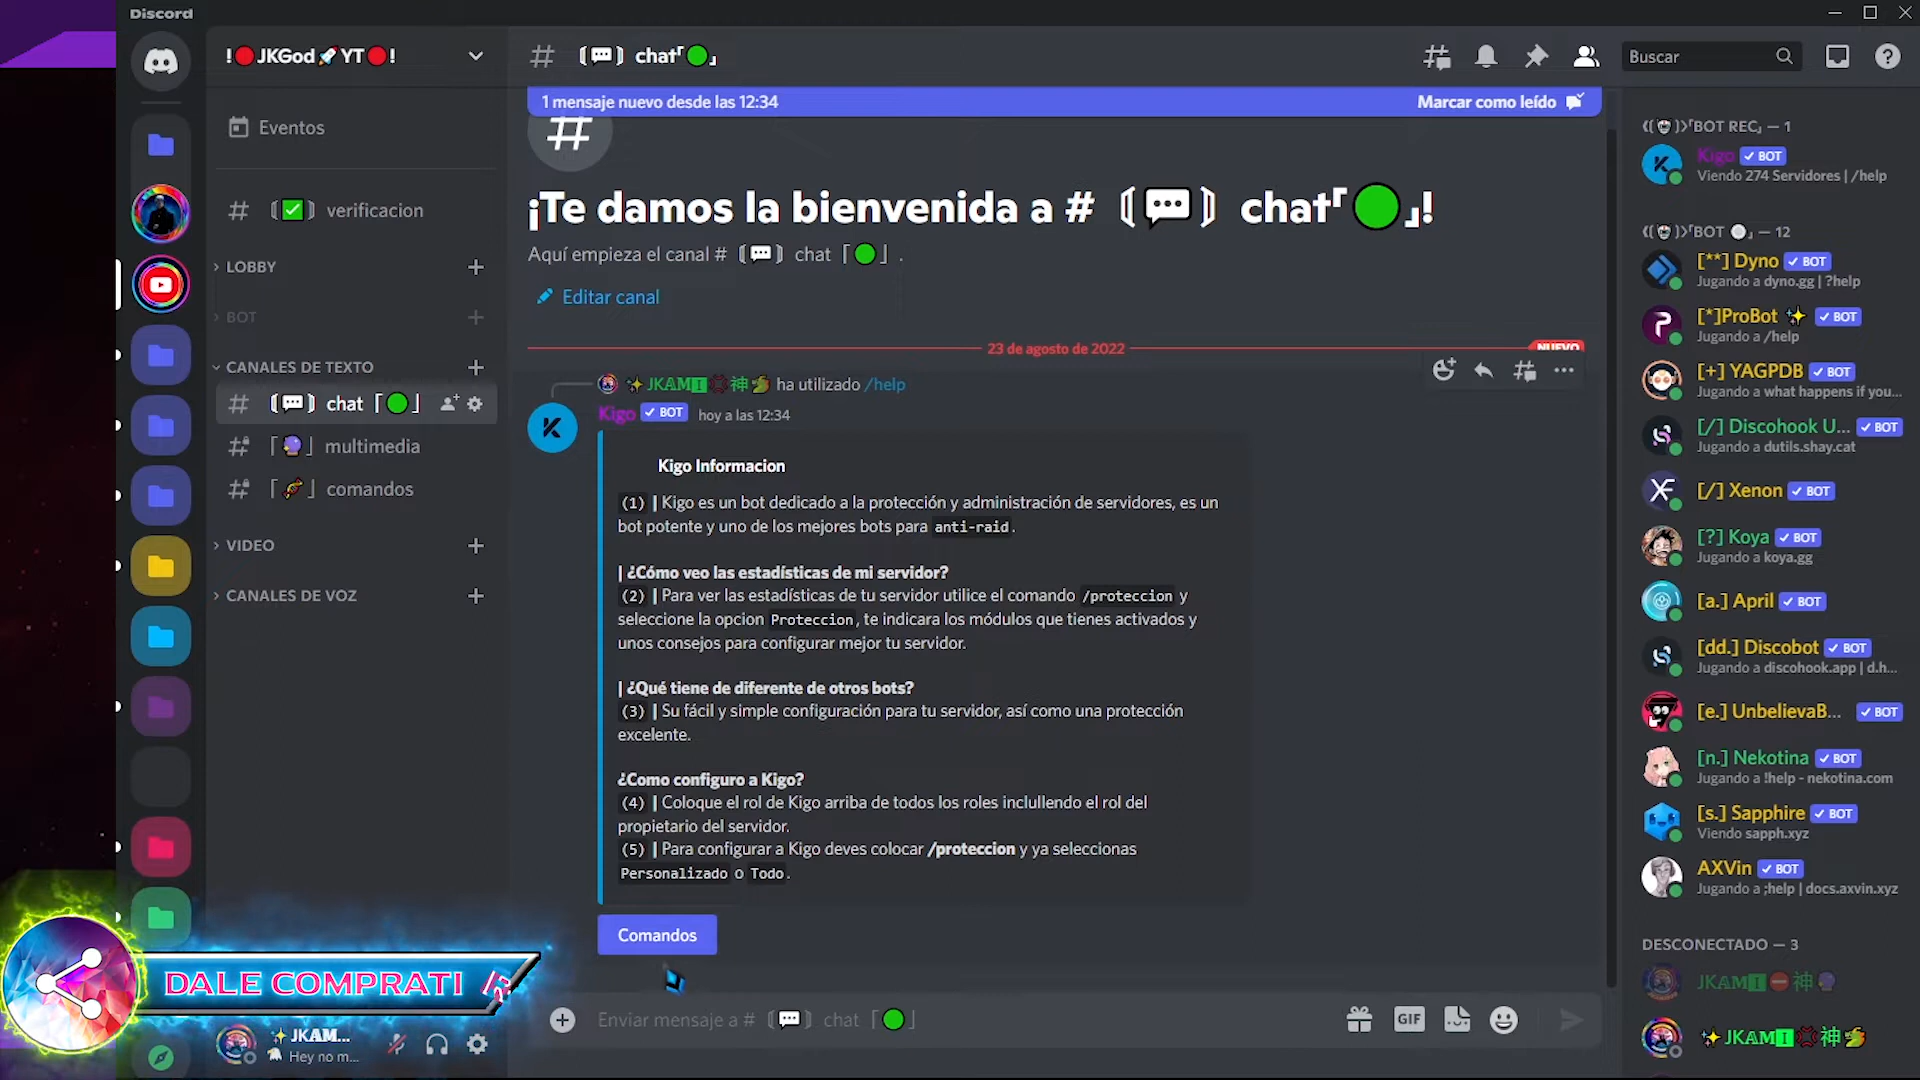 Discord
!🔴JKGod🚀YT🔴!
Eventos
verificacion
LOBBY
BOT
CANALES DE TEXTO
chat「🟢」
「🔮」multimedia
「🧨」comandos
VIDEO
CANALES DE VOZ
DALE COMPRATI
JKAM...
Hey no m...
# (💬) chat「🟢」
Buscar
1 mensaje nuevo desde las 12:34
Marcar como leído
¡Te damos la bienvenida a # (💬) chat「🟢」!
Aquí empieza el canal # (💬) chat「🟢」.
Editar canal
23 de agosto de 2022
NUEVO
✨JKAMI💢神🐲 ha utilizado /help
Kigo ✓ BOT hoy a las 12:34
Kigo Informacion
(1) | Kigo es un bot dedicado a la protección y administración de servidores, es un
bot potente y uno de los mejores bots para anti-raid.
| ¿Cómo veo las estadísticas de mi servidor?
(2) | Para ver las estadísticas de tu servidor utilice el comando /proteccion y
seleccione la opcion Proteccion, te indicara los módulos que tienes activados y
unos consejos para configurar mejor tu servidor.
| ¿Qué tiene de diferente de otros bots?
(3) | Su fácil y simple configuración para tu servidor, así como una protección
excelente.
¿Como configuro a Kigo?
(4) | Coloque el rol de Kigo arriba de todos los roles incullendo el rol del
propietario del servidor.
(5) | Para configurar a Kigo deves colocar /proteccion y ya seleccionas
Personalizado o Todo.
Comandos
Enviar mensaje a # (💬) chat「🟢」
GIF
「BOT REC」— 1
Kigo ✓ BOT
Viendo 274 Servidores | /help
「BOT ⚪」— 12
[**] Dyno ✓ BOT
Jugando a dyno.gg | ?help
[*]ProBot ✨ ✓ BOT
Jugando a /help
[+] YAGPDB ✓ BOT
Jugando a what happens if you...
[/] Discohook U... ✓ BOT
Jugando a dutils.shay.cat
[/] Xenon ✓ BOT
[?] Koya ✓ BOT
Jugando a koya.gg
[a.] April ✓ BOT
[dd.] Discobot ✓ BOT
Jugando a discohook.app | d.h...
[e.] UnbelievaB... ✓ BOT
[n.] Nekotina ✓ BOT
Jugando a !help - nekotina.com
[s.] Sapphire ✓ BOT
Viendo sapph.xyz
AXVin ✓ BOT
Jugando a ;help | docs.axvin.xyz
DESCONECTADO — 3
JKAMI⛔神🔮
✨JKAMI💢神🐲